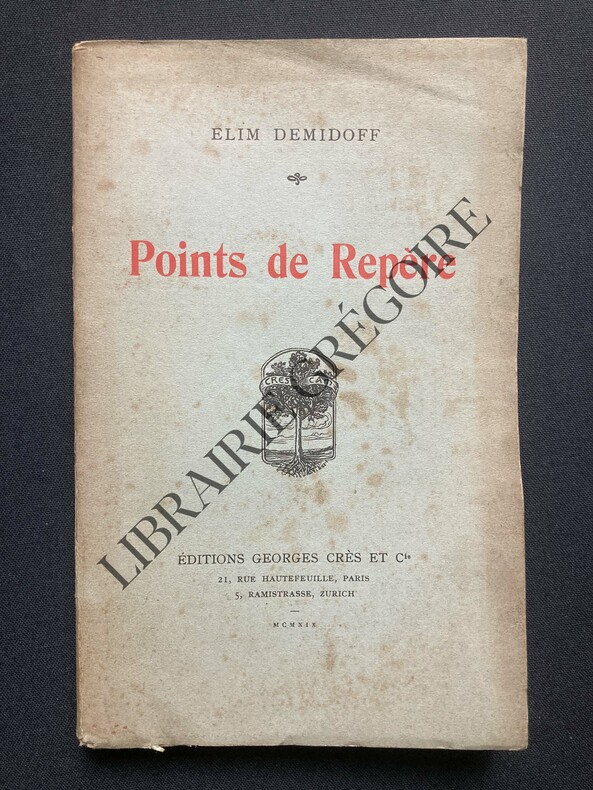 ELIM DEMIDOFF
Points de Repère
CRESCAM
ÉDITIONS GEORGES CRÈS ET Cie
21, RUE HAUTEFEUILLE, PARIS
5, RAMISTRASSE, ZURICH
MCMXIX
LIBRAIRIE GRÉGOIRE